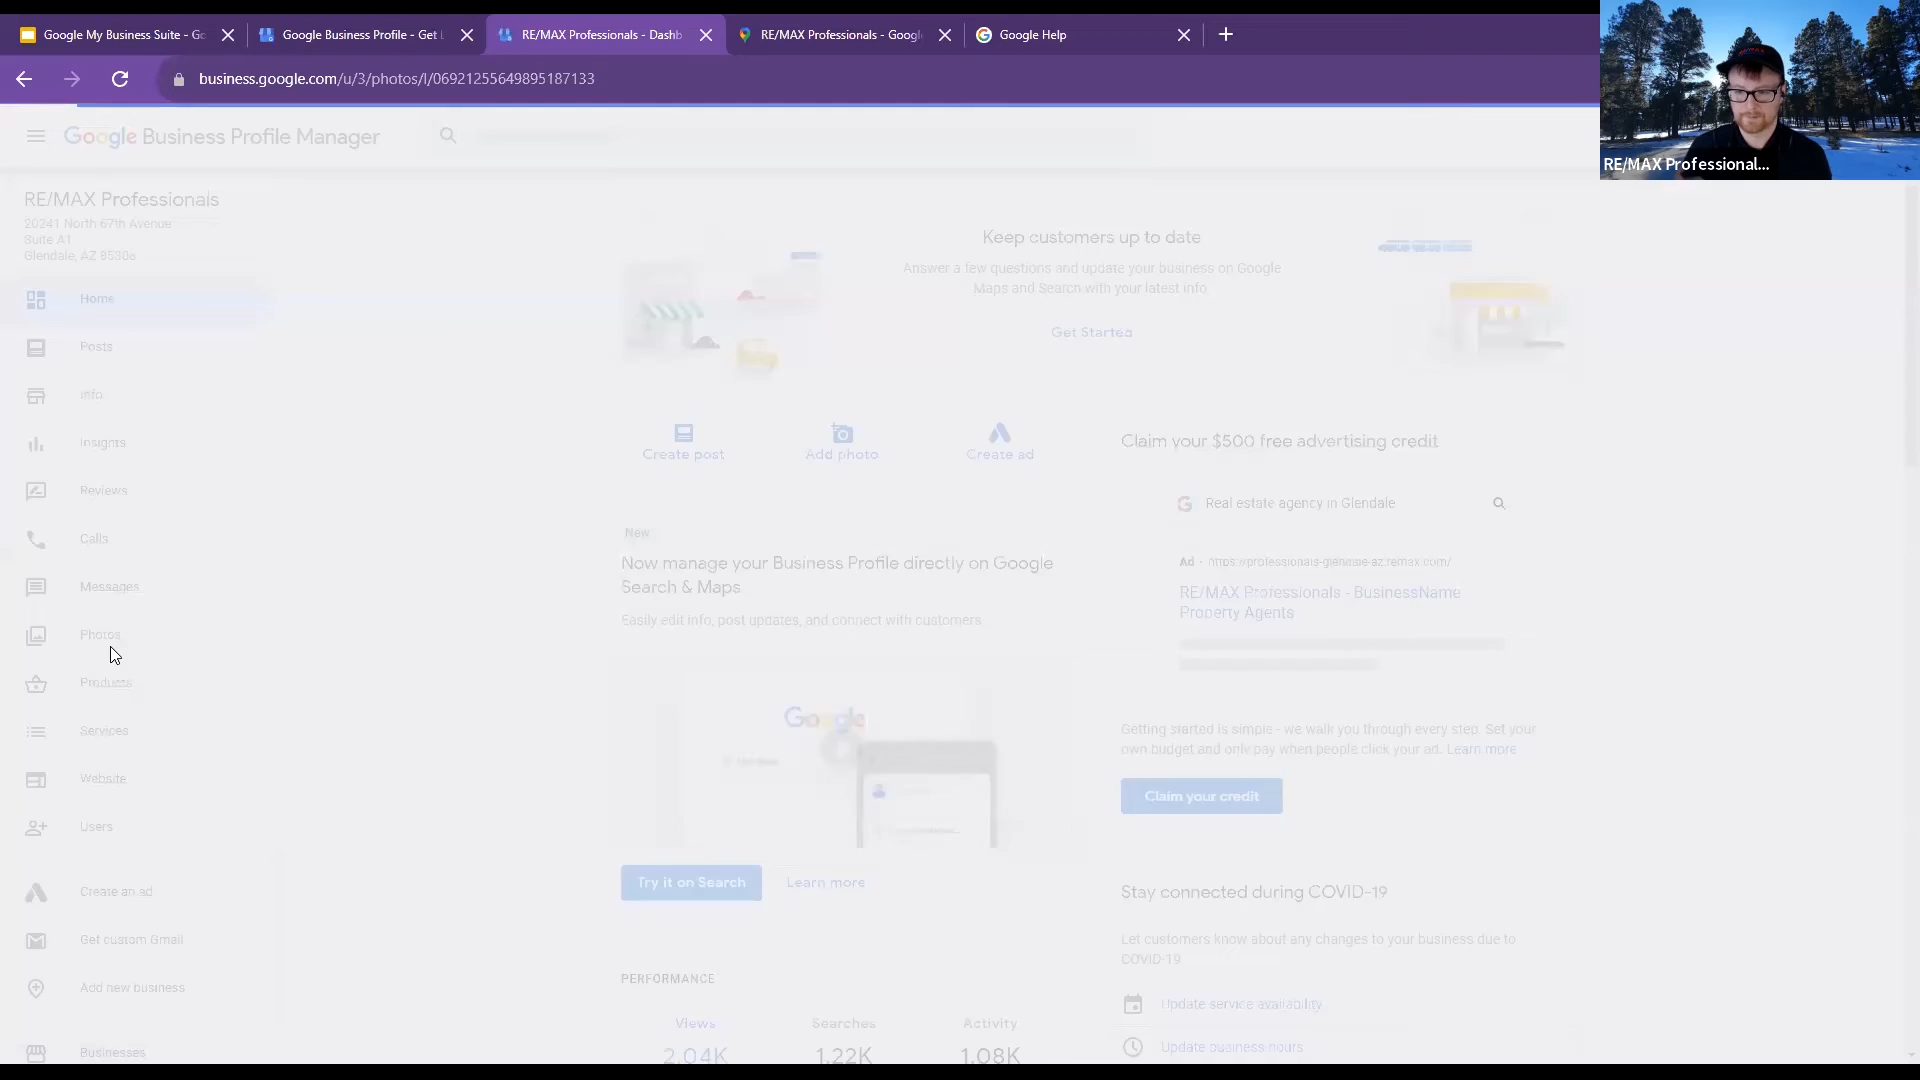 Google My Business Suite - Go
Google Business Profile - Get L
RE/MAX Professionals - Dashb
RE/MAX Professionals - Googl
Google Help
business.google.com/u/3/photos/l/06921255649895187133
RE/MAX Professional...
Google Business Profile Manager
RE/MAX Professionals
20241 North 67th Avenue
Suite A1
Glendale, AZ 85308
Home
Posts
Info
Insights
Reviews
Calls
Messages
Photos
Products
Services
Website
Users
Create an ad
Get custom Gmail
Add new business
Businesses
Keep customers up to date
Answer a few questions and update your business on Google
Maps and Search with your latest info
Get Started
Create post
Add photo
Create ad
New
Now manage your Business Profile directly on Google
Search & Maps
Easily edit info, post updates, and connect with customers
Google
Try it on Search
Learn more
PERFORMANCE
Views
Searches
Activity
2.04K
1.22K
1.08K
Claim your $500 free advertising credit
Real estate agency in Glendale
Ad · https://professionals-glendale-az.remax.com/
RE/MAX Professionals - BusinessName
Property Agents
Getting started is simple - we walk you through every step. Set your
own budget and only pay when people click your ad. Learn more
Claim your credit
Stay connected during COVID-19
Let customers know about any changes to your business due to
COVID-19
Update service availability
Update business hours